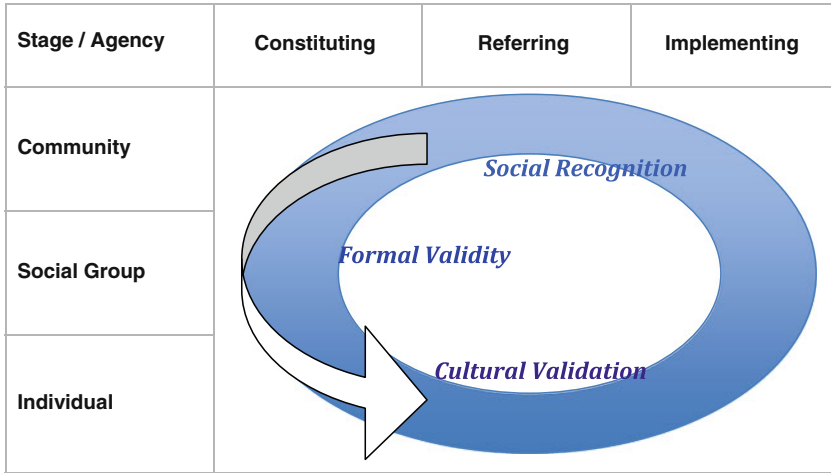 Stage / Agency
Constituting
Referring
Implementing
Community
Social Recognition
Formal Validity
Social Group
Cultural Validation
Individual